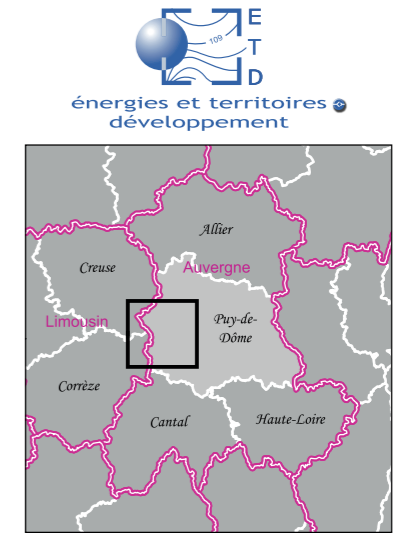 E
T
D
109
énergies et territoires
développement
Allier
Creuse
Auvergne
Limousin
Puy-de-
Dôme
Corrèze
Cantal
Haute-Loire